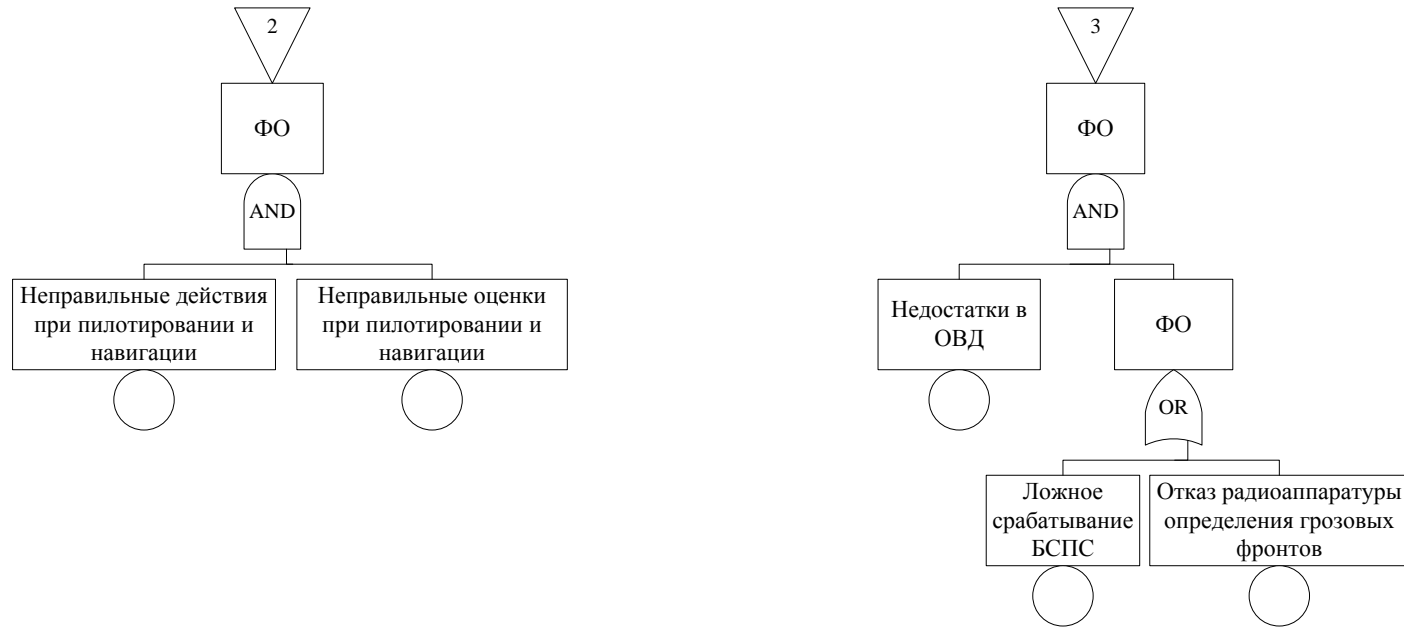 2
ФО
AND
Неправильные действия
при пилотировании и
навигации
Неправильные оценки
при пилотировании и
навигации
3
ФО
AND
Недостатки в
ОВД
ФО
OR
Ложное
срабатывание
БСПС
Отказ радиоаппаратуры
определения грозовых
фронтов